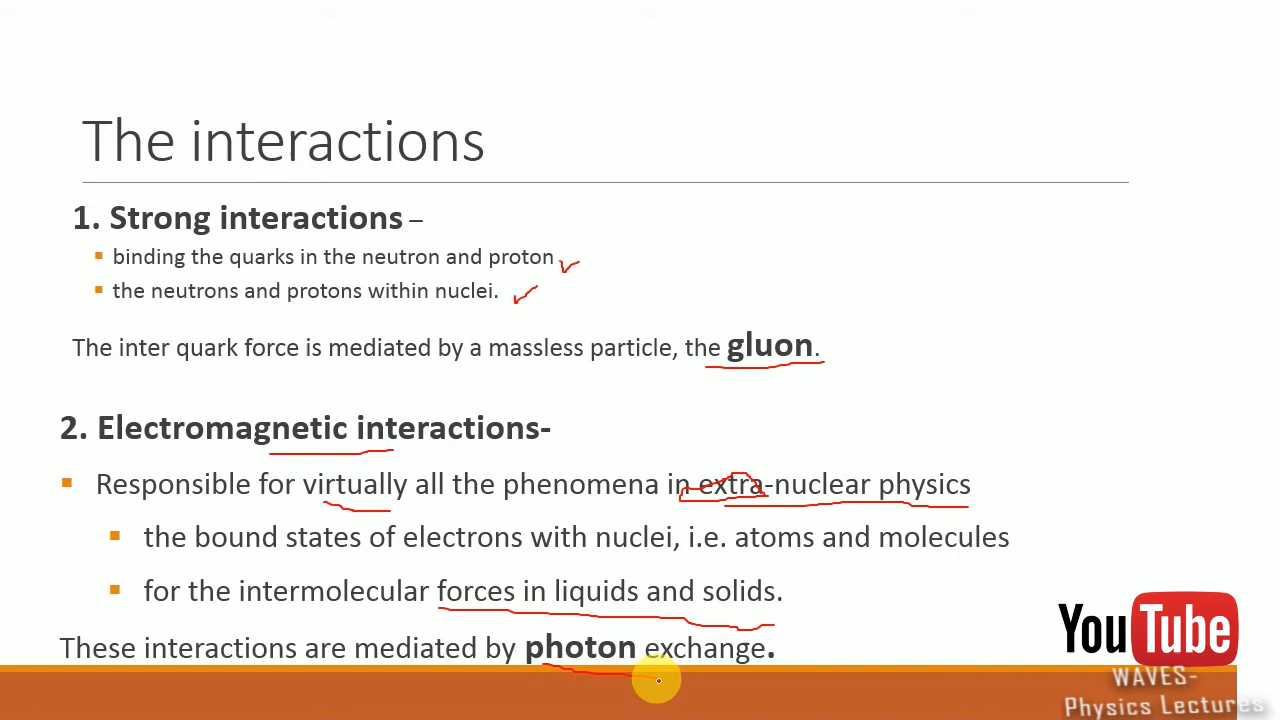 The interactions
1. Strong interactions –
binding the quarks in the neutron and proton
the neutrons and protons within nuclei.
The inter quark force is mediated by a massless particle, the gluon.
2. Electromagnetic interactions-
Responsible for virtually all the phenomena in extra-nuclear physics
the bound states of electrons with nuclei, i.e. atoms and molecules
for the intermolecular forces in liquids and solids.
These interactions are mediated by photon exchange.
YouTube
WAVES-
Physics Lectures